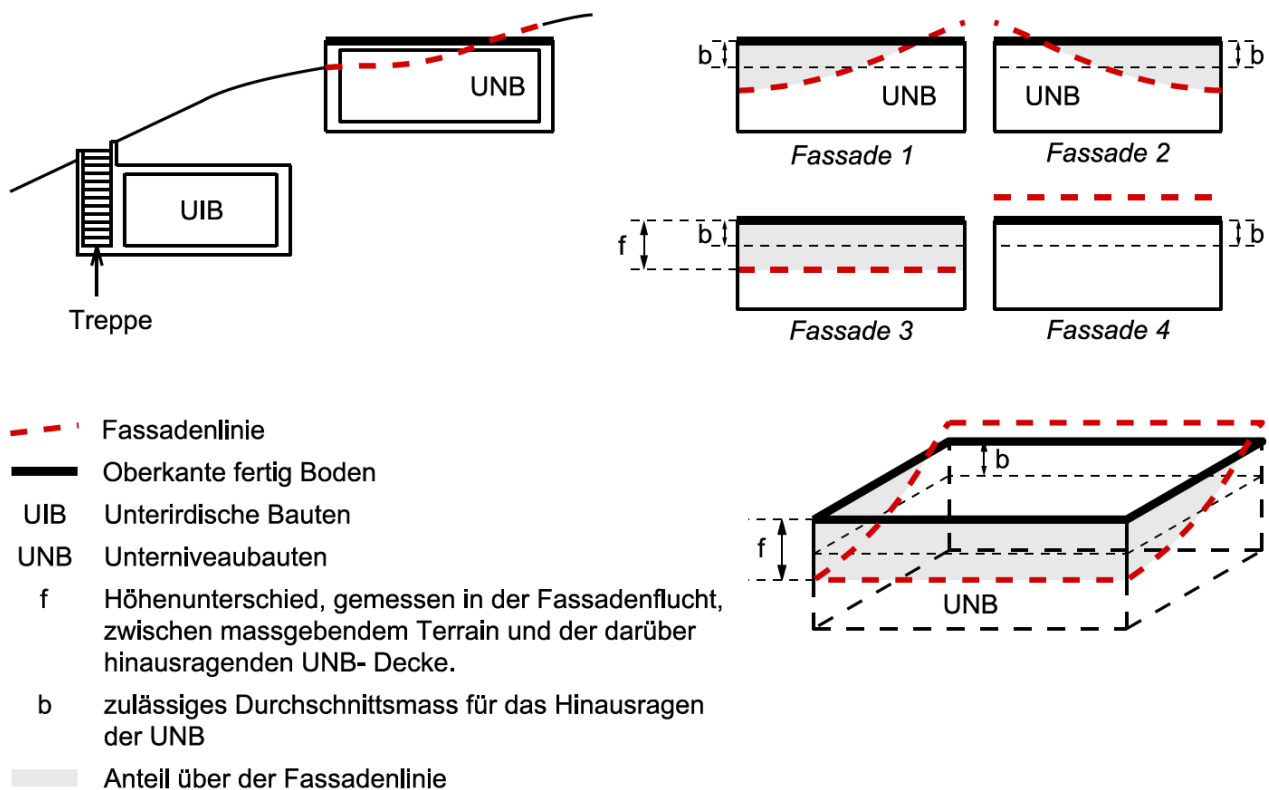 UNB
UIB
Treppe
b
UNB
Fassade 1
UNB
b
Fassade 2
f
b
Fassade 3
b
Fassade 4
Fassadenlinie
Oberkante fertig Boden
UIB Unterirdische Bauten
UNB Unterniveaubauten
f Höhenunterschied, gemessen in der Fassadenflucht,
zwischen massgebendem Terrain und der darüber
hinausragenden UNB- Decke.
b zulässiges Durchschnittsmass für das Hinausragen
der UNB
Anteil über der Fassadenlinie
b
f
UNB